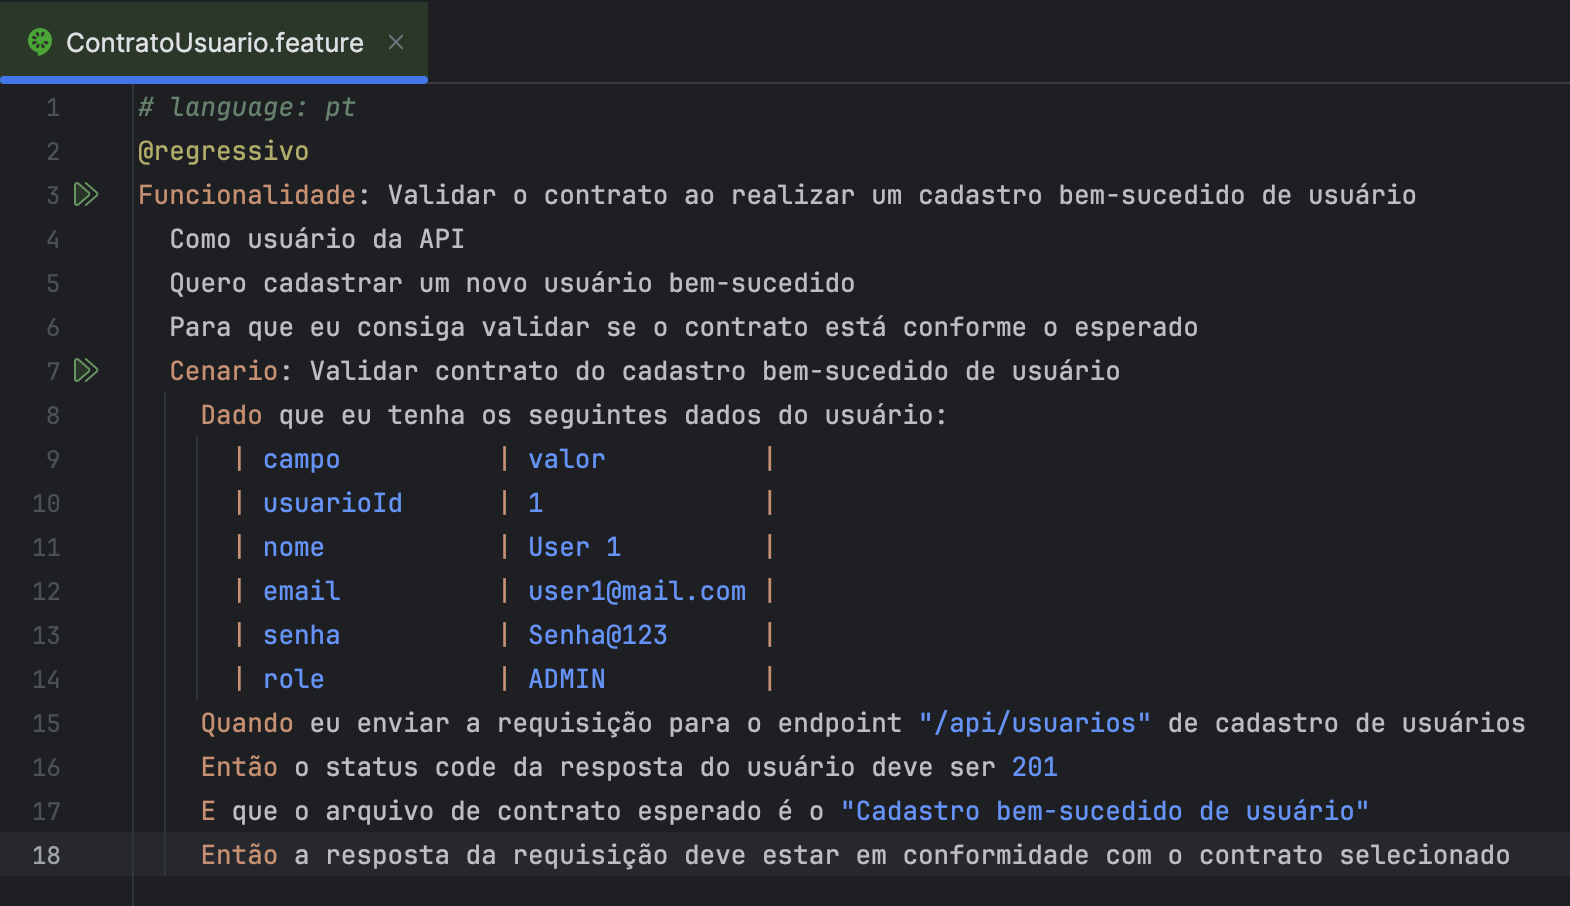 ContratoUsuario.feature
1 # language: pt
2 @regressivo
3 Funcionalidade: Validar o contrato ao realizar um cadastro bem-sucedido de usuário
4 Como usuário da API
5 Quero cadastrar um novo usuário bem-sucedido
6 Para que eu consiga validar se o contrato está conforme o esperado
7 Cenario: Validar contrato do cadastro bem-sucedido de usuário
8 Dado que eu tenha os seguintes dados do usuário:
9 | campo | valor |
10 | usuarioId | 1 |
11 | nome | User 1 |
12 | email | user1@mail.com |
13 | senha | Senha@123 |
14 | role | ADMIN |
15 Quando eu enviar a requisição para o endpoint "/api/usuarios" de cadastro de usuários
16 Então o status code da resposta do usuário deve ser 201
17 E que o arquivo de contrato esperado é o "Cadastro bem-sucedido de usuário"
18 Então a resposta da requisição deve estar em conformidade com o contrato selecionado